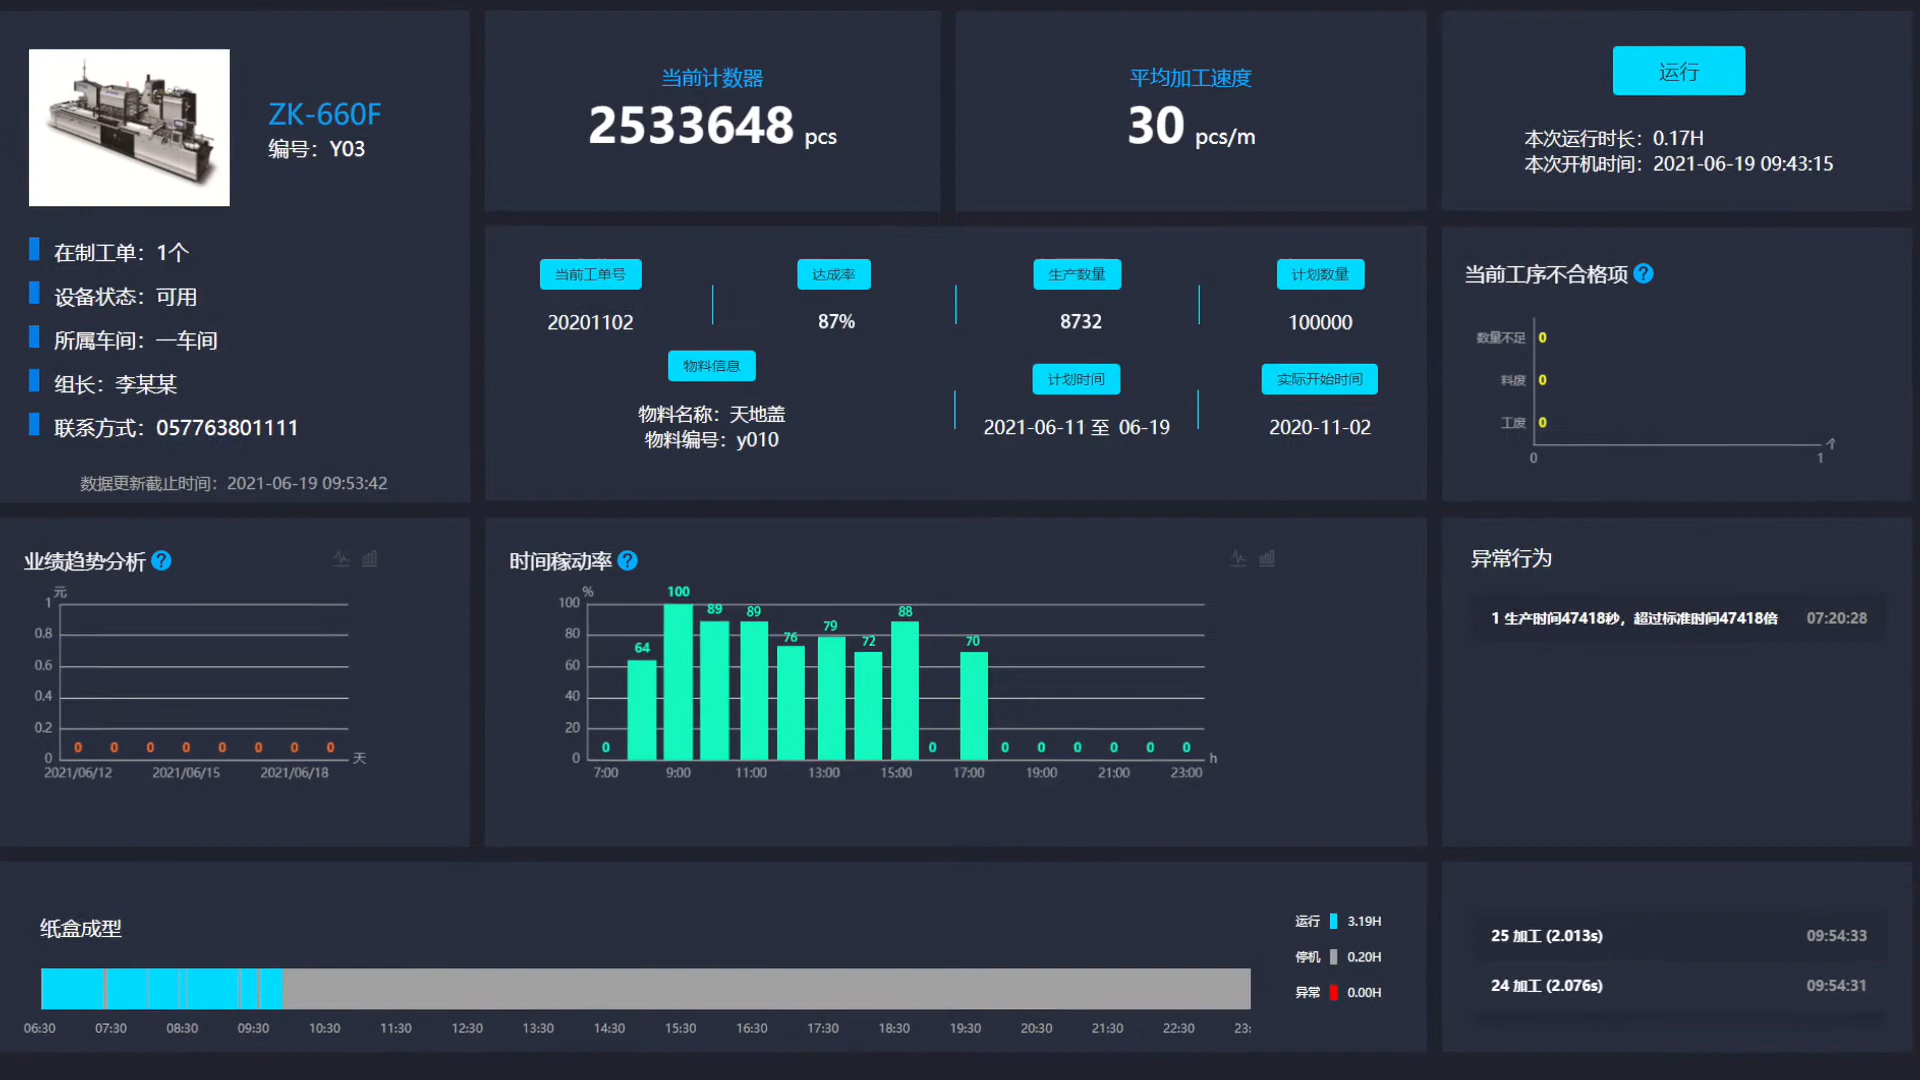 ZK-660F
编号：Y03
在制工单：1个
设备状态：可用
所属车间：一车间
组长：李某某
联系方式：057763801111
数据更新截止时间：2021-06-19 09:53:42
当前计数器
2533648 pcs
平均加工速度
30 pcs/m
运行
本次运行时长：0.17H
本次开机时间：2021-06-19 09:43:15
当前工单号
20201102
达成率
87%
生产数量
8732
计划数量
100000
物料信息
物料名称：天地盖
物料编号：y010
计划时间
2021-06-11 至 06-19
实际开始时间
2020-11-02
当前工序不合格项 ?
数量不足 0
料废 0
工废 0
0 1 个
业绩趋势分析 ?
元
1
0.8
0.6
0.4
0.2
0
0 0 0 0 0 0 0 0
天
2021/06/12 2021/06/15 2021/06/18
时间稼动率 ?
%
100
80
60
40
20
0
0 64 100 89 89 76 79 72 88 0 70 0 0 0 0 0 0
h
7:00 9:00 11:00 13:00 15:00 17:00 19:00 21:00 23:00
异常行为
1 生产时间47418秒，超过标准时间47418倍 07:20:28
纸盒成型
运行 3.19H
停机 0.20H
异常 0.00H
06:30 07:30 08:30 09:30 10:30 11:30 12:30 13:30 14:30 15:30 16:30 17:30 18:30 19:30 20:30 21:30 22:30 23:
25 加工 (2.013s) 09:54:33
24 加工 (2.076s) 09:54:31